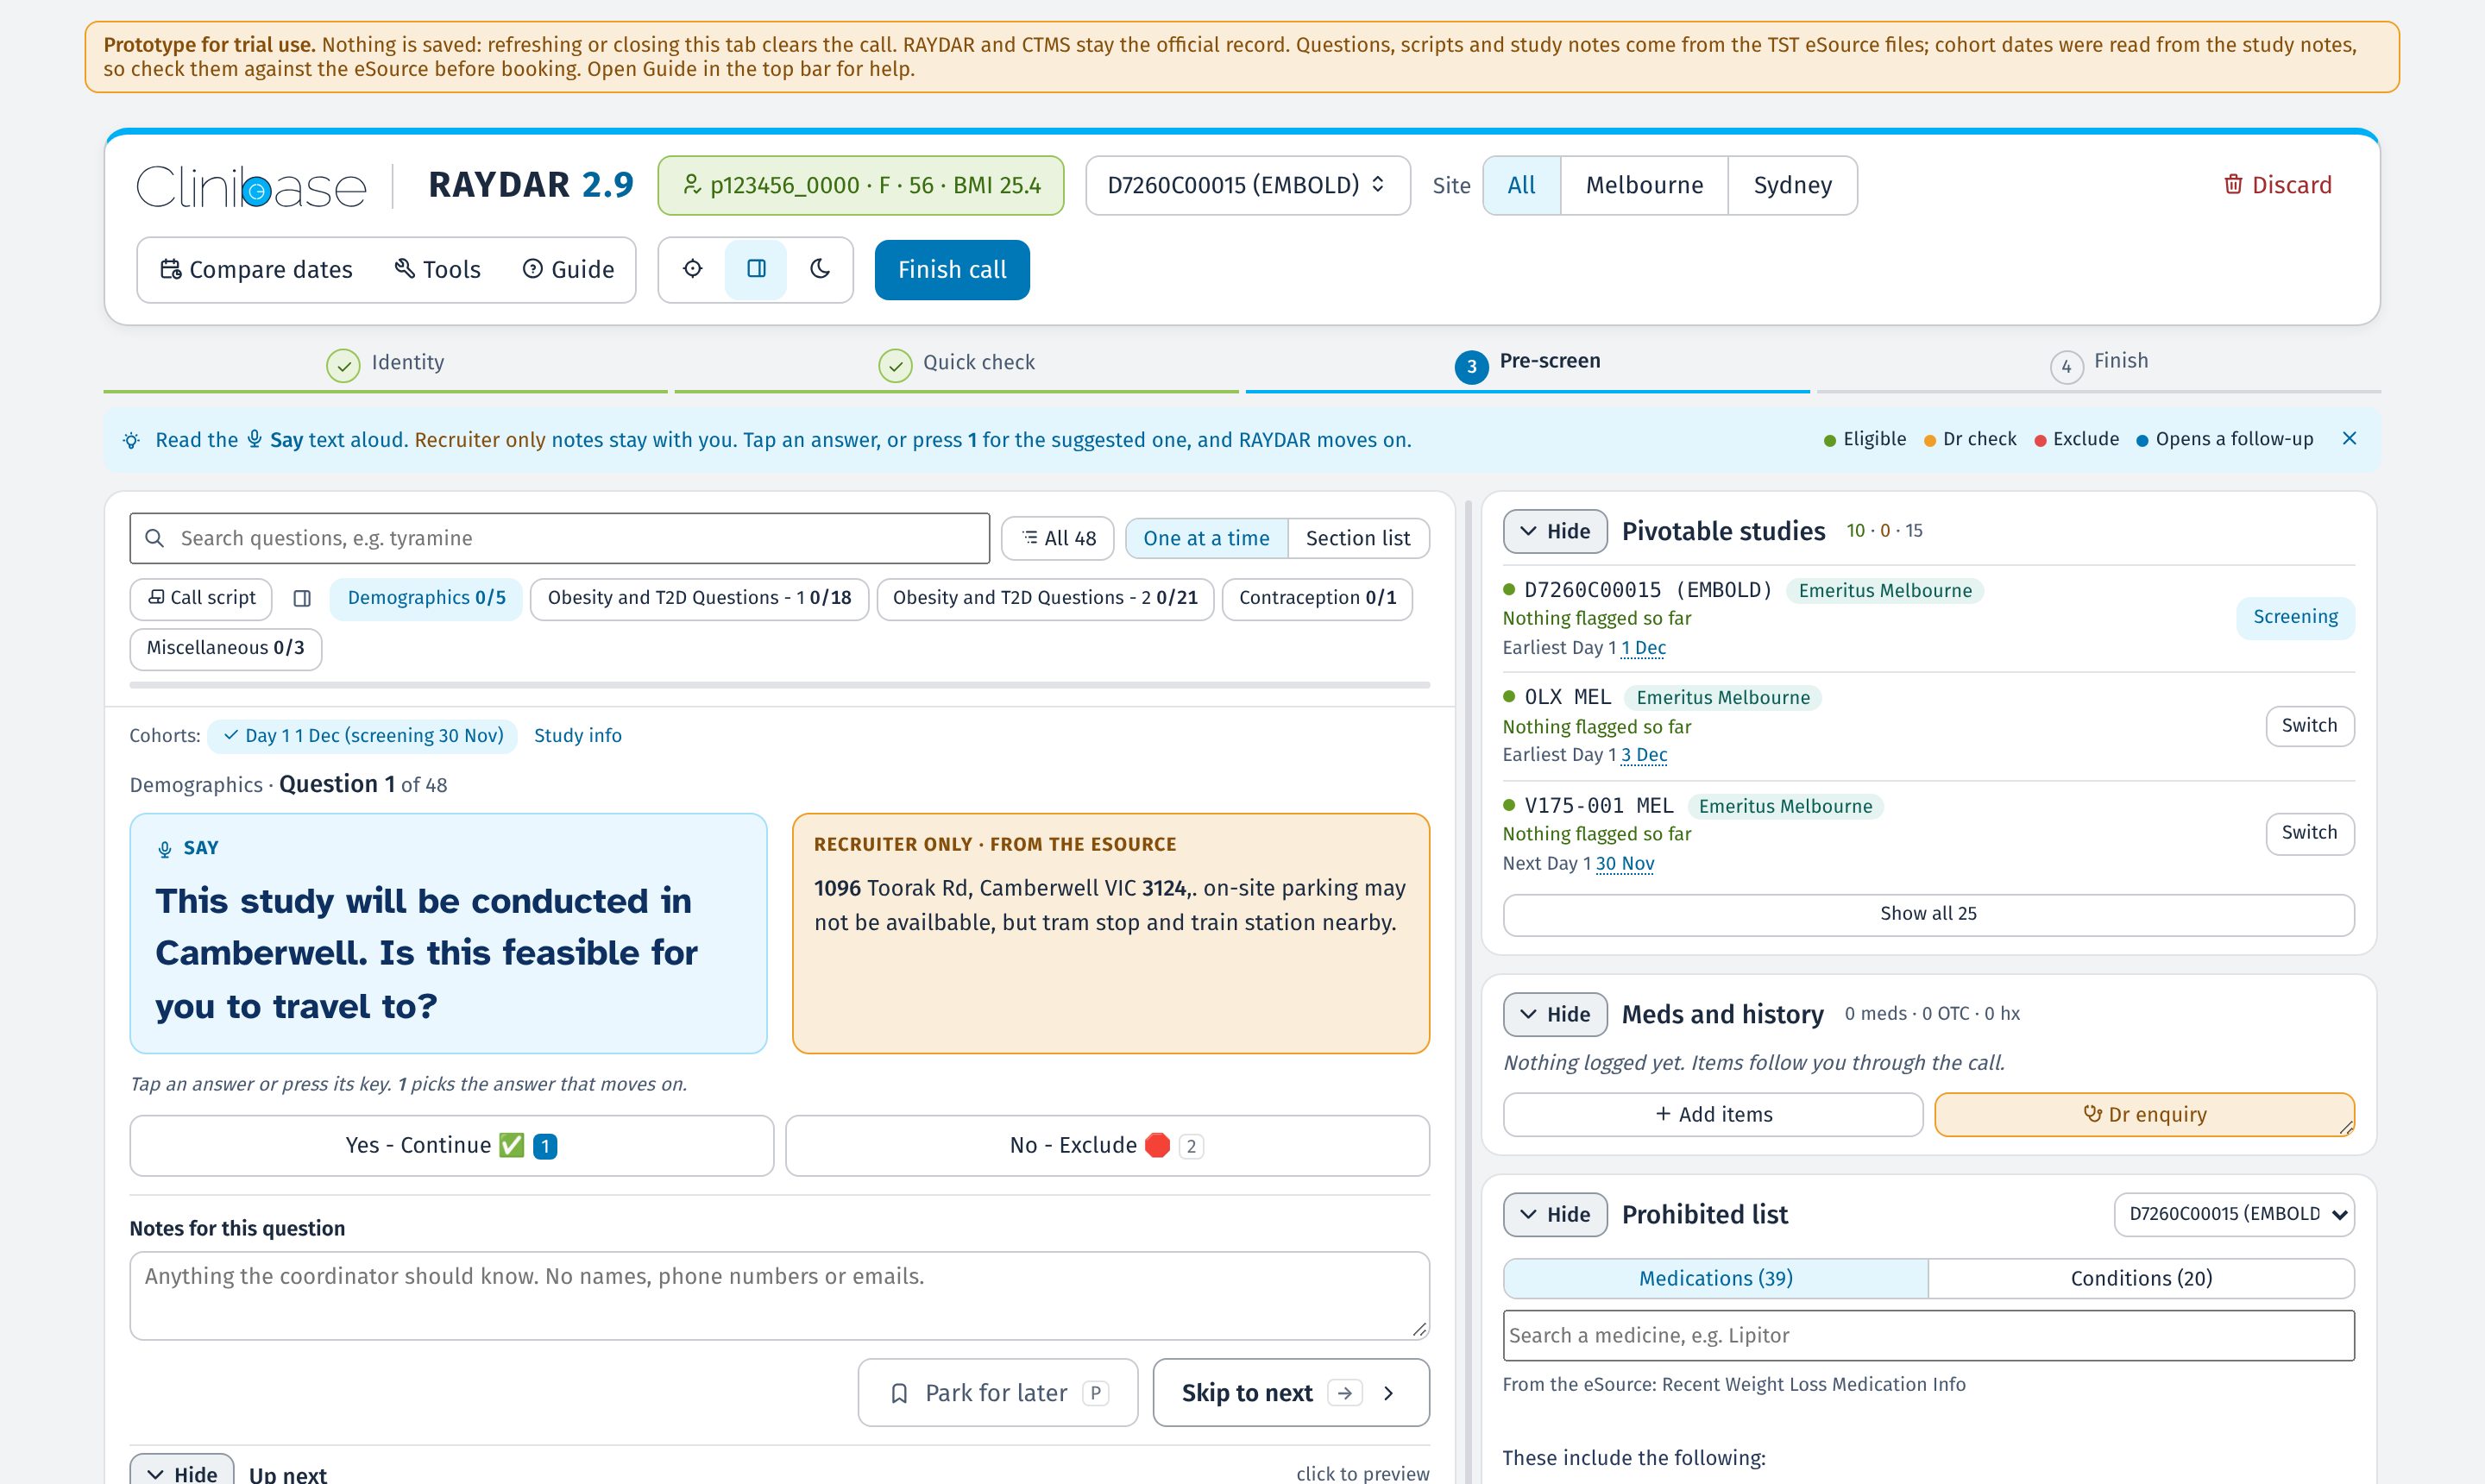 Prototype for trial use. Nothing is saved: refreshing or closing this tab clears the call. RAYDAR and CTMS stay the official record. Questions, scripts and study notes come from the TST eSource files; cohort dates were read from the study notes,
so check them against the eSource before booking. Open Guide in the top bar for help.
Clinibase RAYDAR 2.9 p123456_0000 · F · 56 · BMI 25.4 D7260C00015 (EMBOLD) Site All Melbourne Sydney Discard
Compare dates Tools Guide Finish call
Identity Quick check 3 Pre-screen 4 Finish
Read the Say text aloud. Recruiter only notes stay with you. Tap an answer, or press 1 for the suggested one, and RAYDAR moves on. Eligible Dr check Exclude Opens a follow-up
Search questions, e.g. tyramine All 48 One at a time Section list
Call script Demographics 0/5 Obesity and T2D Questions - 1 0/18 Obesity and T2D Questions - 2 0/21 Contraception 0/1
Miscellaneous 0/3
Cohorts: Day 1 1 Dec (screening 30 Nov) Study info
Demographics · Question 1 of 48
SAY
This study will be conducted in
Camberwell. Is this feasible for
you to travel to?
RECRUITER ONLY · FROM THE ESOURCE
1096 Toorak Rd, Camberwell VIC 3124,. on-site parking may
not be availbable, but tram stop and train station nearby.
Tap an answer or press its key. 1 picks the answer that moves on.
Yes - Continue ✅ 1 No - Exclude 🛑 2
Notes for this question
Anything the coordinator should know. No names, phone numbers or emails.
Park for later P Skip to next →
Hide Up next click to preview
Hide Pivotable studies 10 · 0 · 15
D7260C00015 (EMBOLD) Emeritus Melbourne
Nothing flagged so far
Earliest Day 1 1 Dec
Screening
OLX MEL Emeritus Melbourne
Nothing flagged so far
Earliest Day 1 3 Dec
Switch
V175-001 MEL Emeritus Melbourne
Nothing flagged so far
Next Day 1 30 Nov
Switch
Show all 25
Hide Meds and history 0 meds · 0 OTC · 0 hx
Nothing logged yet. Items follow you through the call.
+ Add items Dr enquiry
Hide Prohibited list D7260C00015 (EMBOLD
Medications (39) Conditions (20)
Search a medicine, e.g. Lipitor
From the eSource: Recent Weight Loss Medication Info
These include the following: